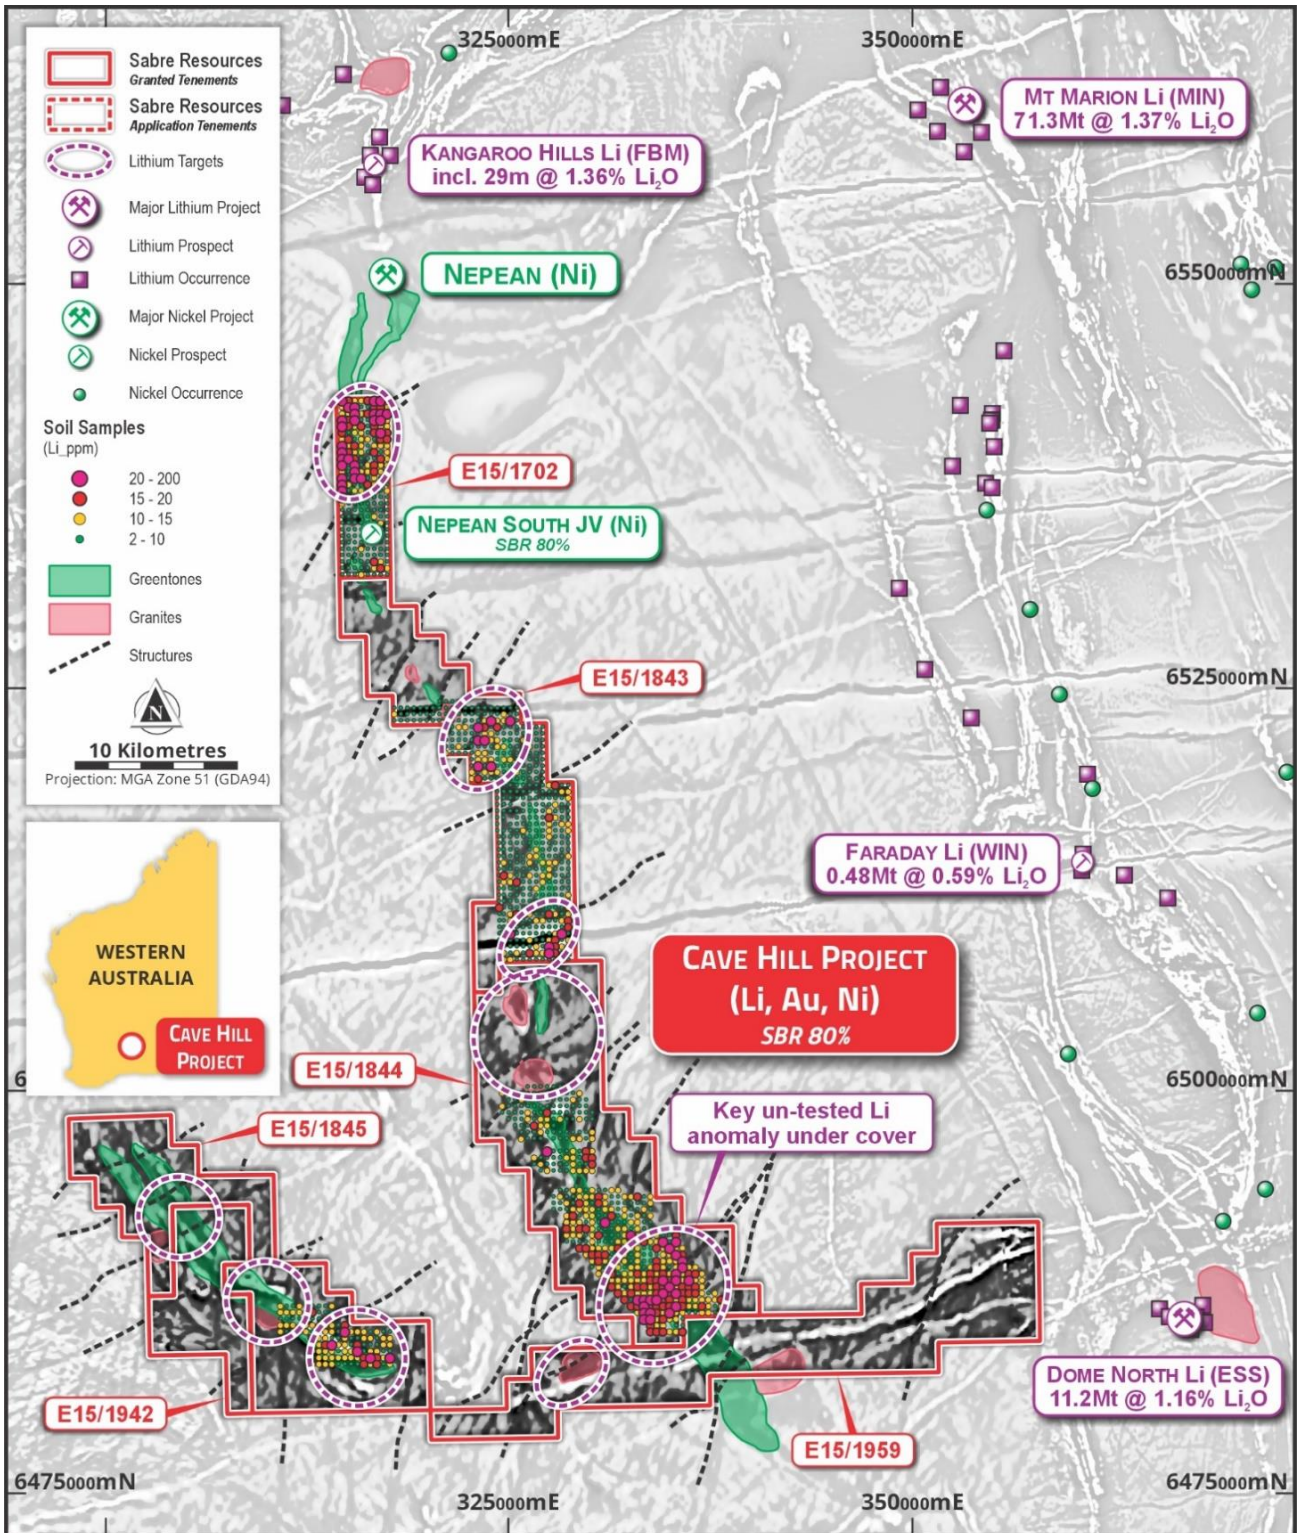 325000mE
350000mE
Sabre Resources
Granted Tenements
Sabre Resources
Application Tenements
Lithium Targets
Major Lithium Project
Lithium Prospect
Lithium Occurrence
Major Nickel Project
Nickel Prospect
Nickel Occurrence
Soil Samples
(Li_ppm)
20 - 200
15 - 20
10 - 15
2 - 10
Greentones
Granites
Structures
N
10 Kilometres
Projection: MGA Zone 51 (GDA94)
MT MARION Li (MIN)
71.3Mt @ 1.37% Li₂O
KANGAROO HILLS Li (FBM)
incl. 29m @ 1.36% Li₂O
NEPEAN (Ni)
6550000mN
E15/1702
NEPEAN SOUTH JV (Ni)
SBR 80%
E15/1843
6525000mN
FARADAY Li (WIN)
0.48Mt @ 0.59% Li₂O
WESTERN
AUSTRALIA
CAVE HILL
PROJECT
CAVE HILL PROJECT
(Li, Au, Ni)
SBR 80%
E15/1844
6500000mN
Key un-tested Li
anomaly under cover
E15/1845
DOME NORTH Li (ESS)
11.2Mt @ 1.16% Li₂O
E15/1942
E15/1959
6475000mN
6475000mN
325000mE
350000mE